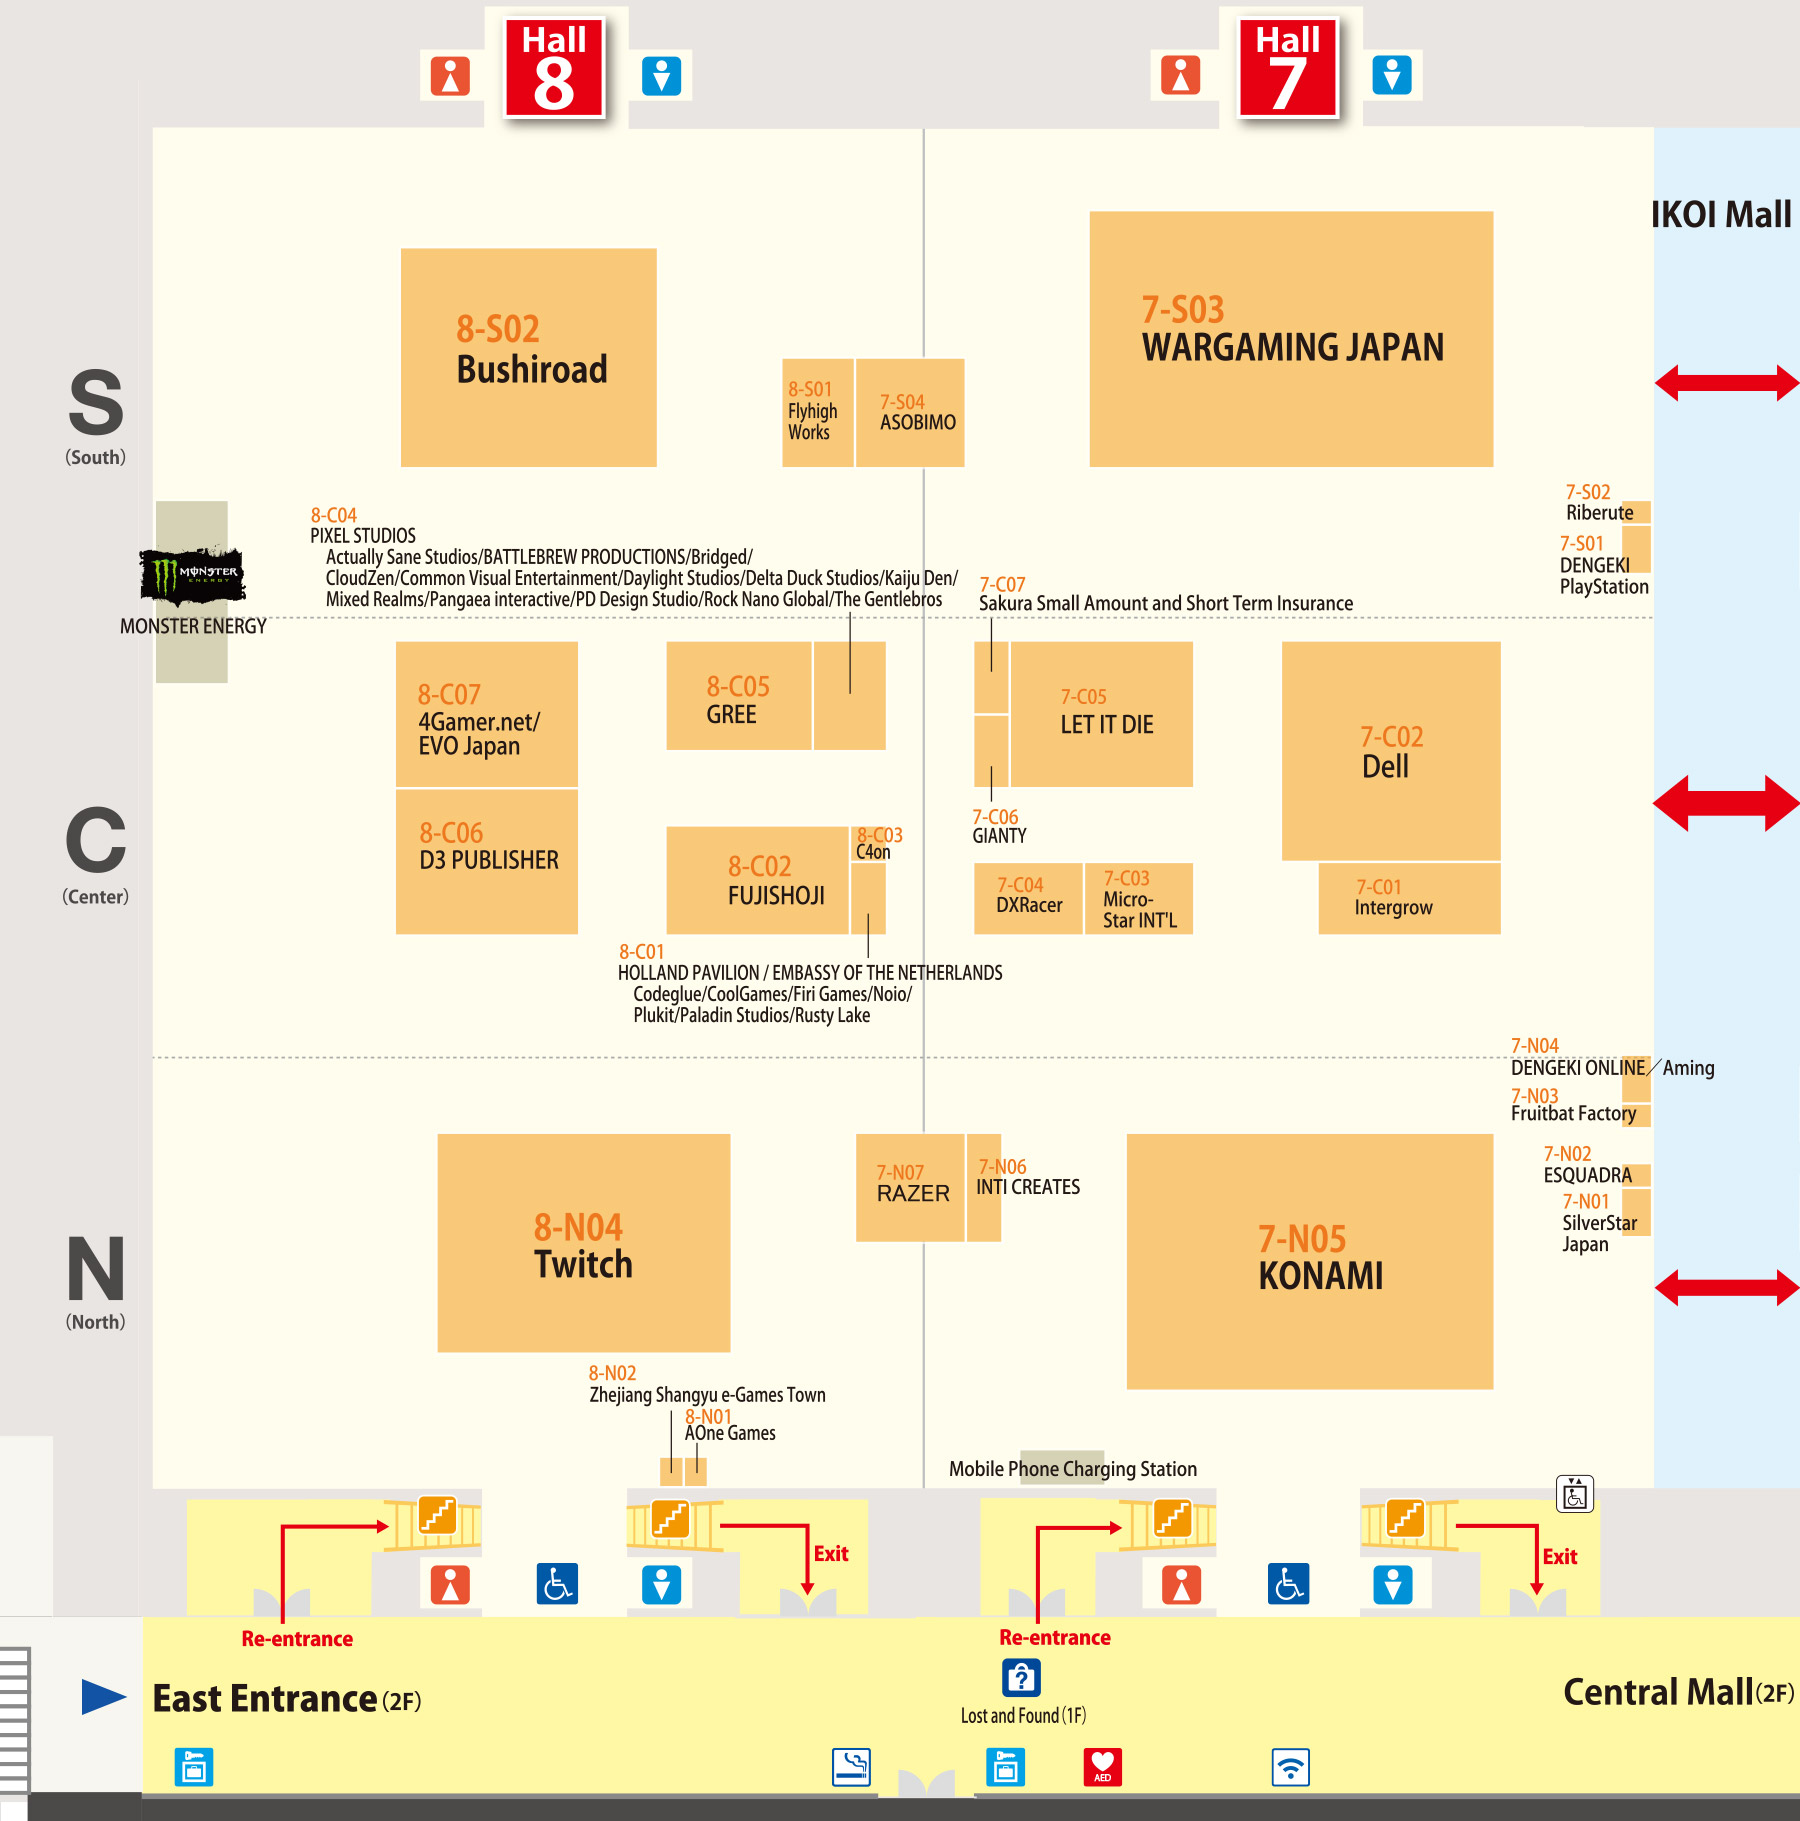 Hall
8
Hall
7
IKOI Mall
8-S02
Bushiroad
7-S03
WARGAMING JAPAN
8-S01
Flyhigh
Works
7-S04
ASOBIMO
S
(South)
7-S02
Riberute
7-S01
DENGEKI
PlayStation
MONSTER
ENERGY
MONSTER ENERGY
8-C04
PIXEL STUDIOS
Actually Sane Studios/BATTLEBREW PRODUCTIONS/Bridged/
CloudZen/Common Visual Entertainment/Daylight Studios/Delta Duck Studios/Kaiju Den/
Mixed Realms/Pangaea interactive/PD Design Studio/Rock Nano Global/The Gentlebros
7-C07
Sakura Small Amount and Short Term Insurance
8-C07
4Gamer.net/
EVO Japan
8-C05
GREE
7-C05
LET IT DIE
7-C02
Dell
C
(Center)
8-C06
D3 PUBLISHER
8-C02
FUJISHOJI
8-C03
C4on
7-C06
GIANTY
7-C04
DXRacer
7-C03
Micro-
Star INT'L
7-C01
Intergrow
8-C01
HOLLAND PAVILION / EMBASSY OF THE NETHERLANDS
Codeglue/CoolGames/Firi Games/Noio/
Plukit/Paladin Studios/Rusty Lake
7-N04
DENGEKI ONLINE／Aming
7-N03
Fruitbat Factory
7-N02
ESQUADRA
7-N01
SilverStar
Japan
N
(North)
8-N04
Twitch
7-N07
RAZER
7-N06
INTI CREATES
7-N05
KONAMI
8-N02
Zhejiang Shangyu e-Games Town
8-N01
AOne Games
Mobile Phone Charging Station
Exit
Exit
Re-entrance
Re-entrance
East Entrance (2F)
?
Lost and Found (1F)
Central Mall (2F)
AED